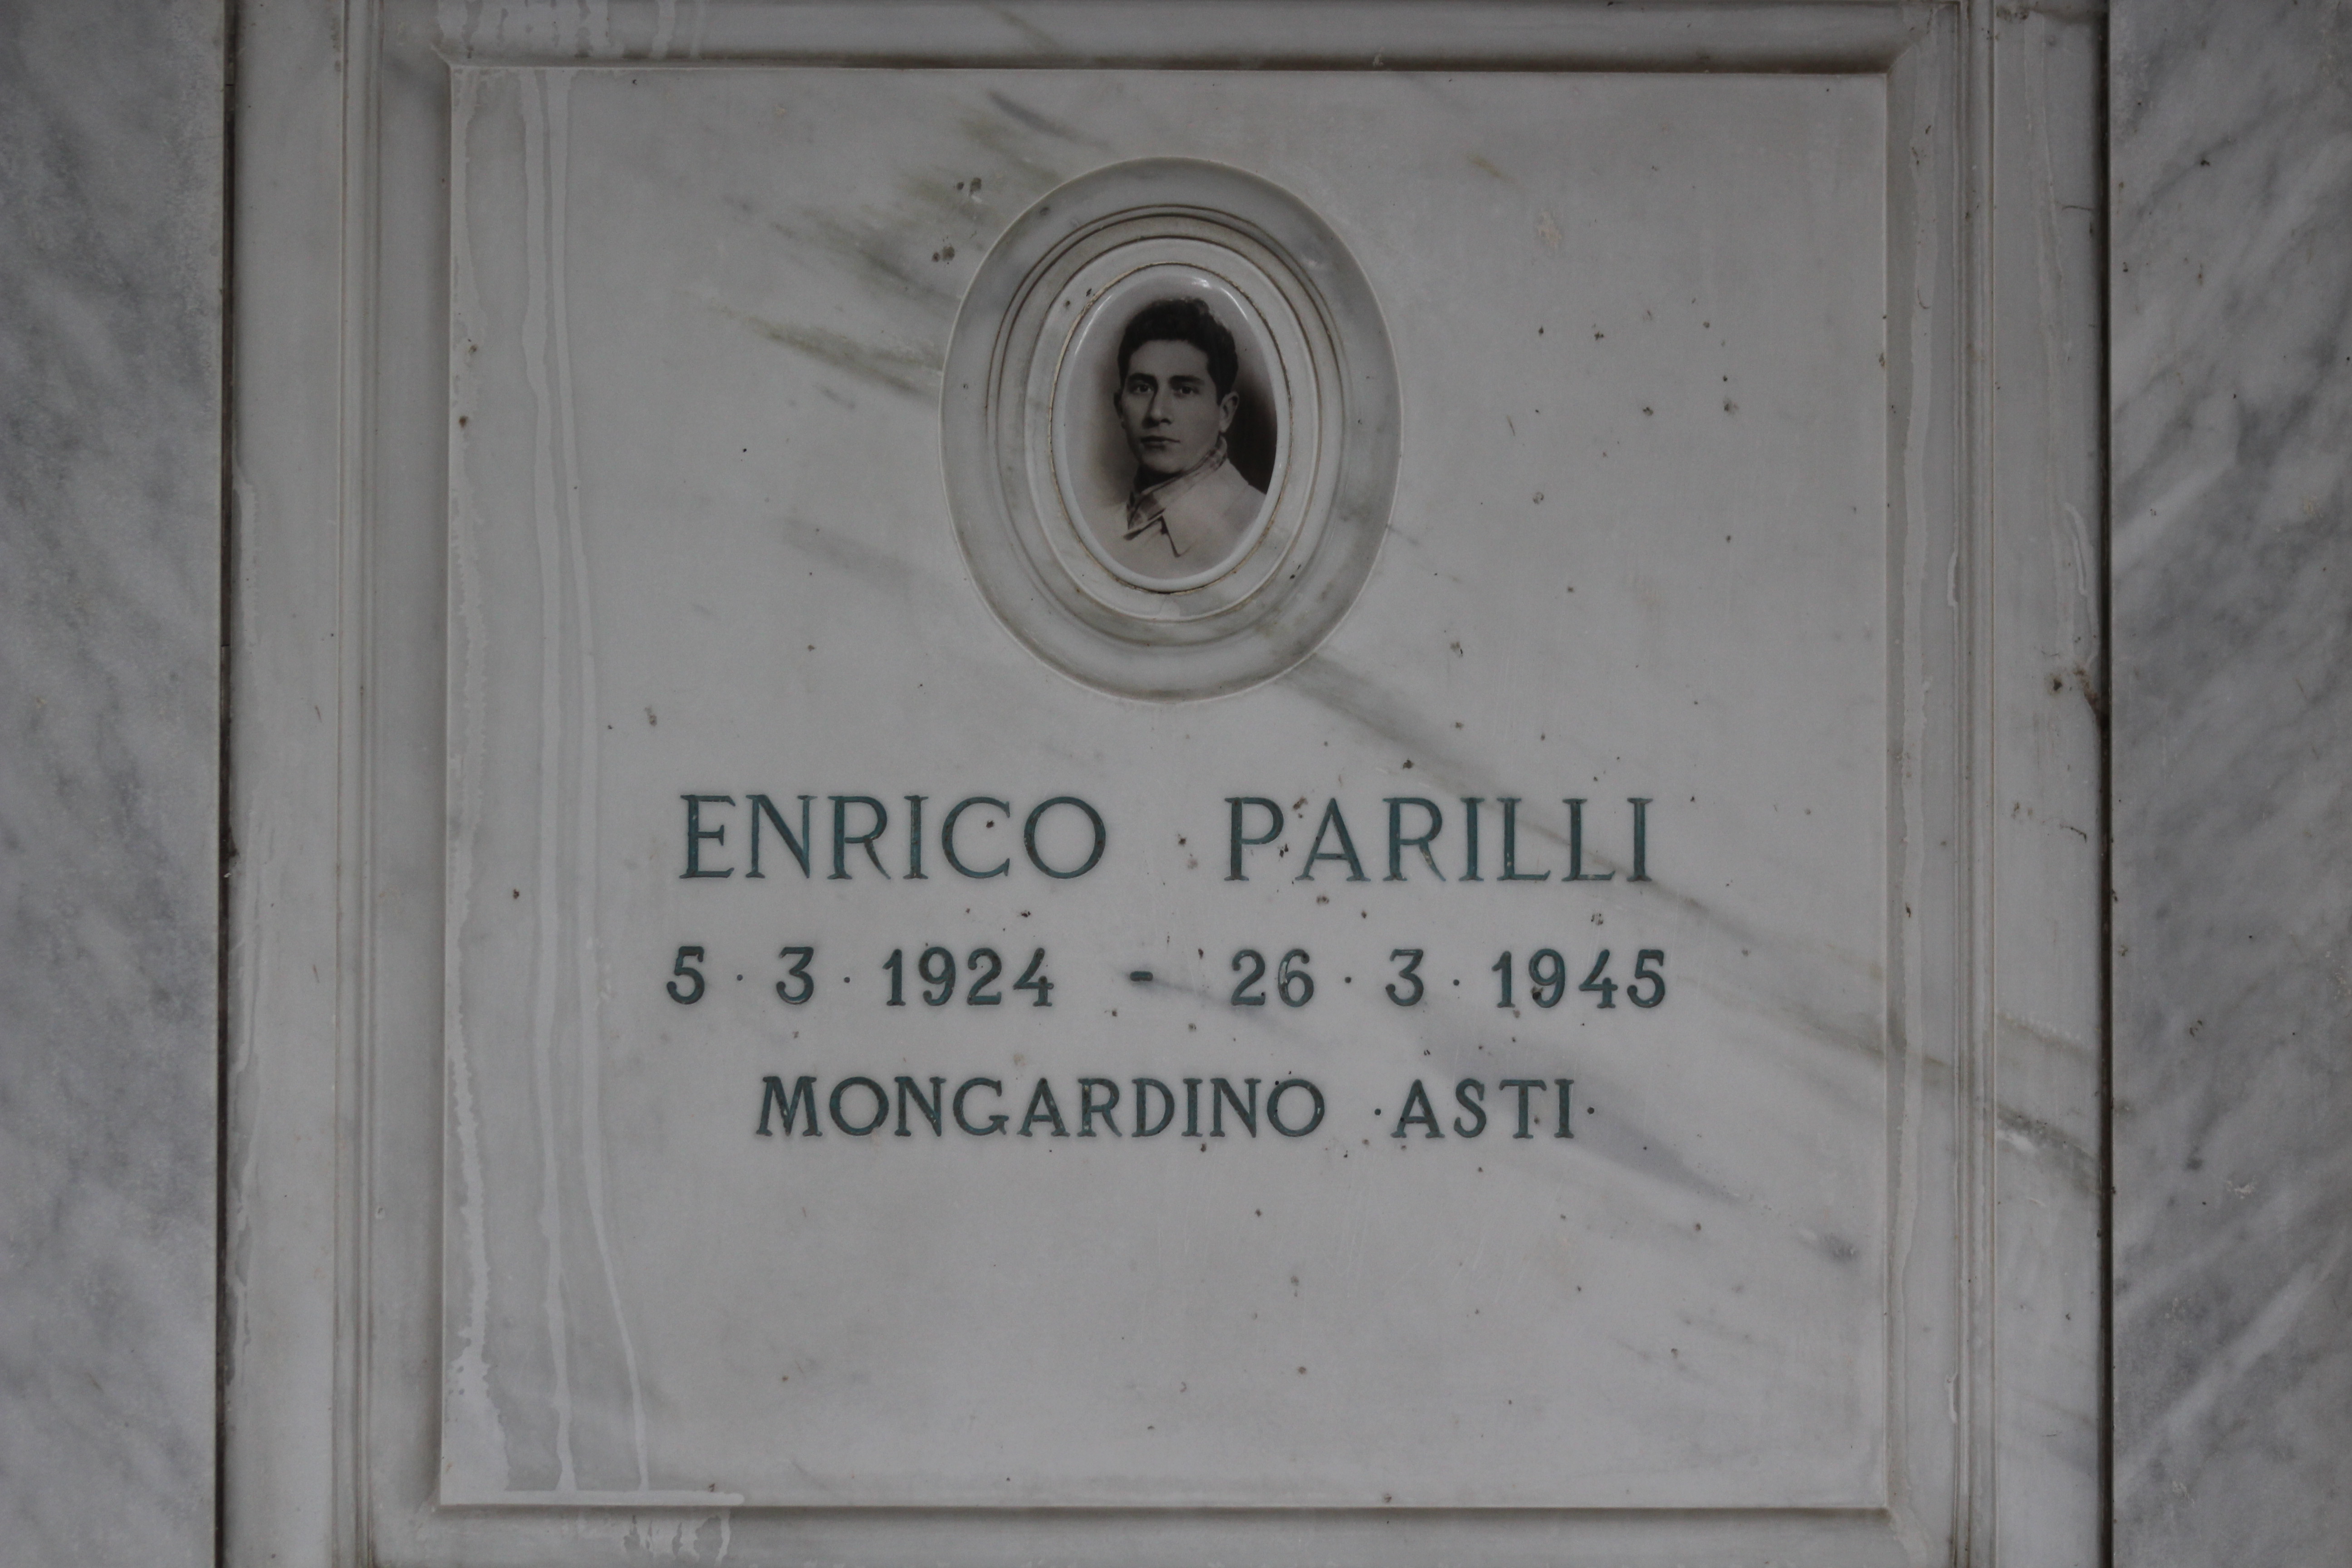 ENRICO PARILLI
5 · 3 · 1924 - 26 · 3 · 1945
MONGARDINO · ASTI ·